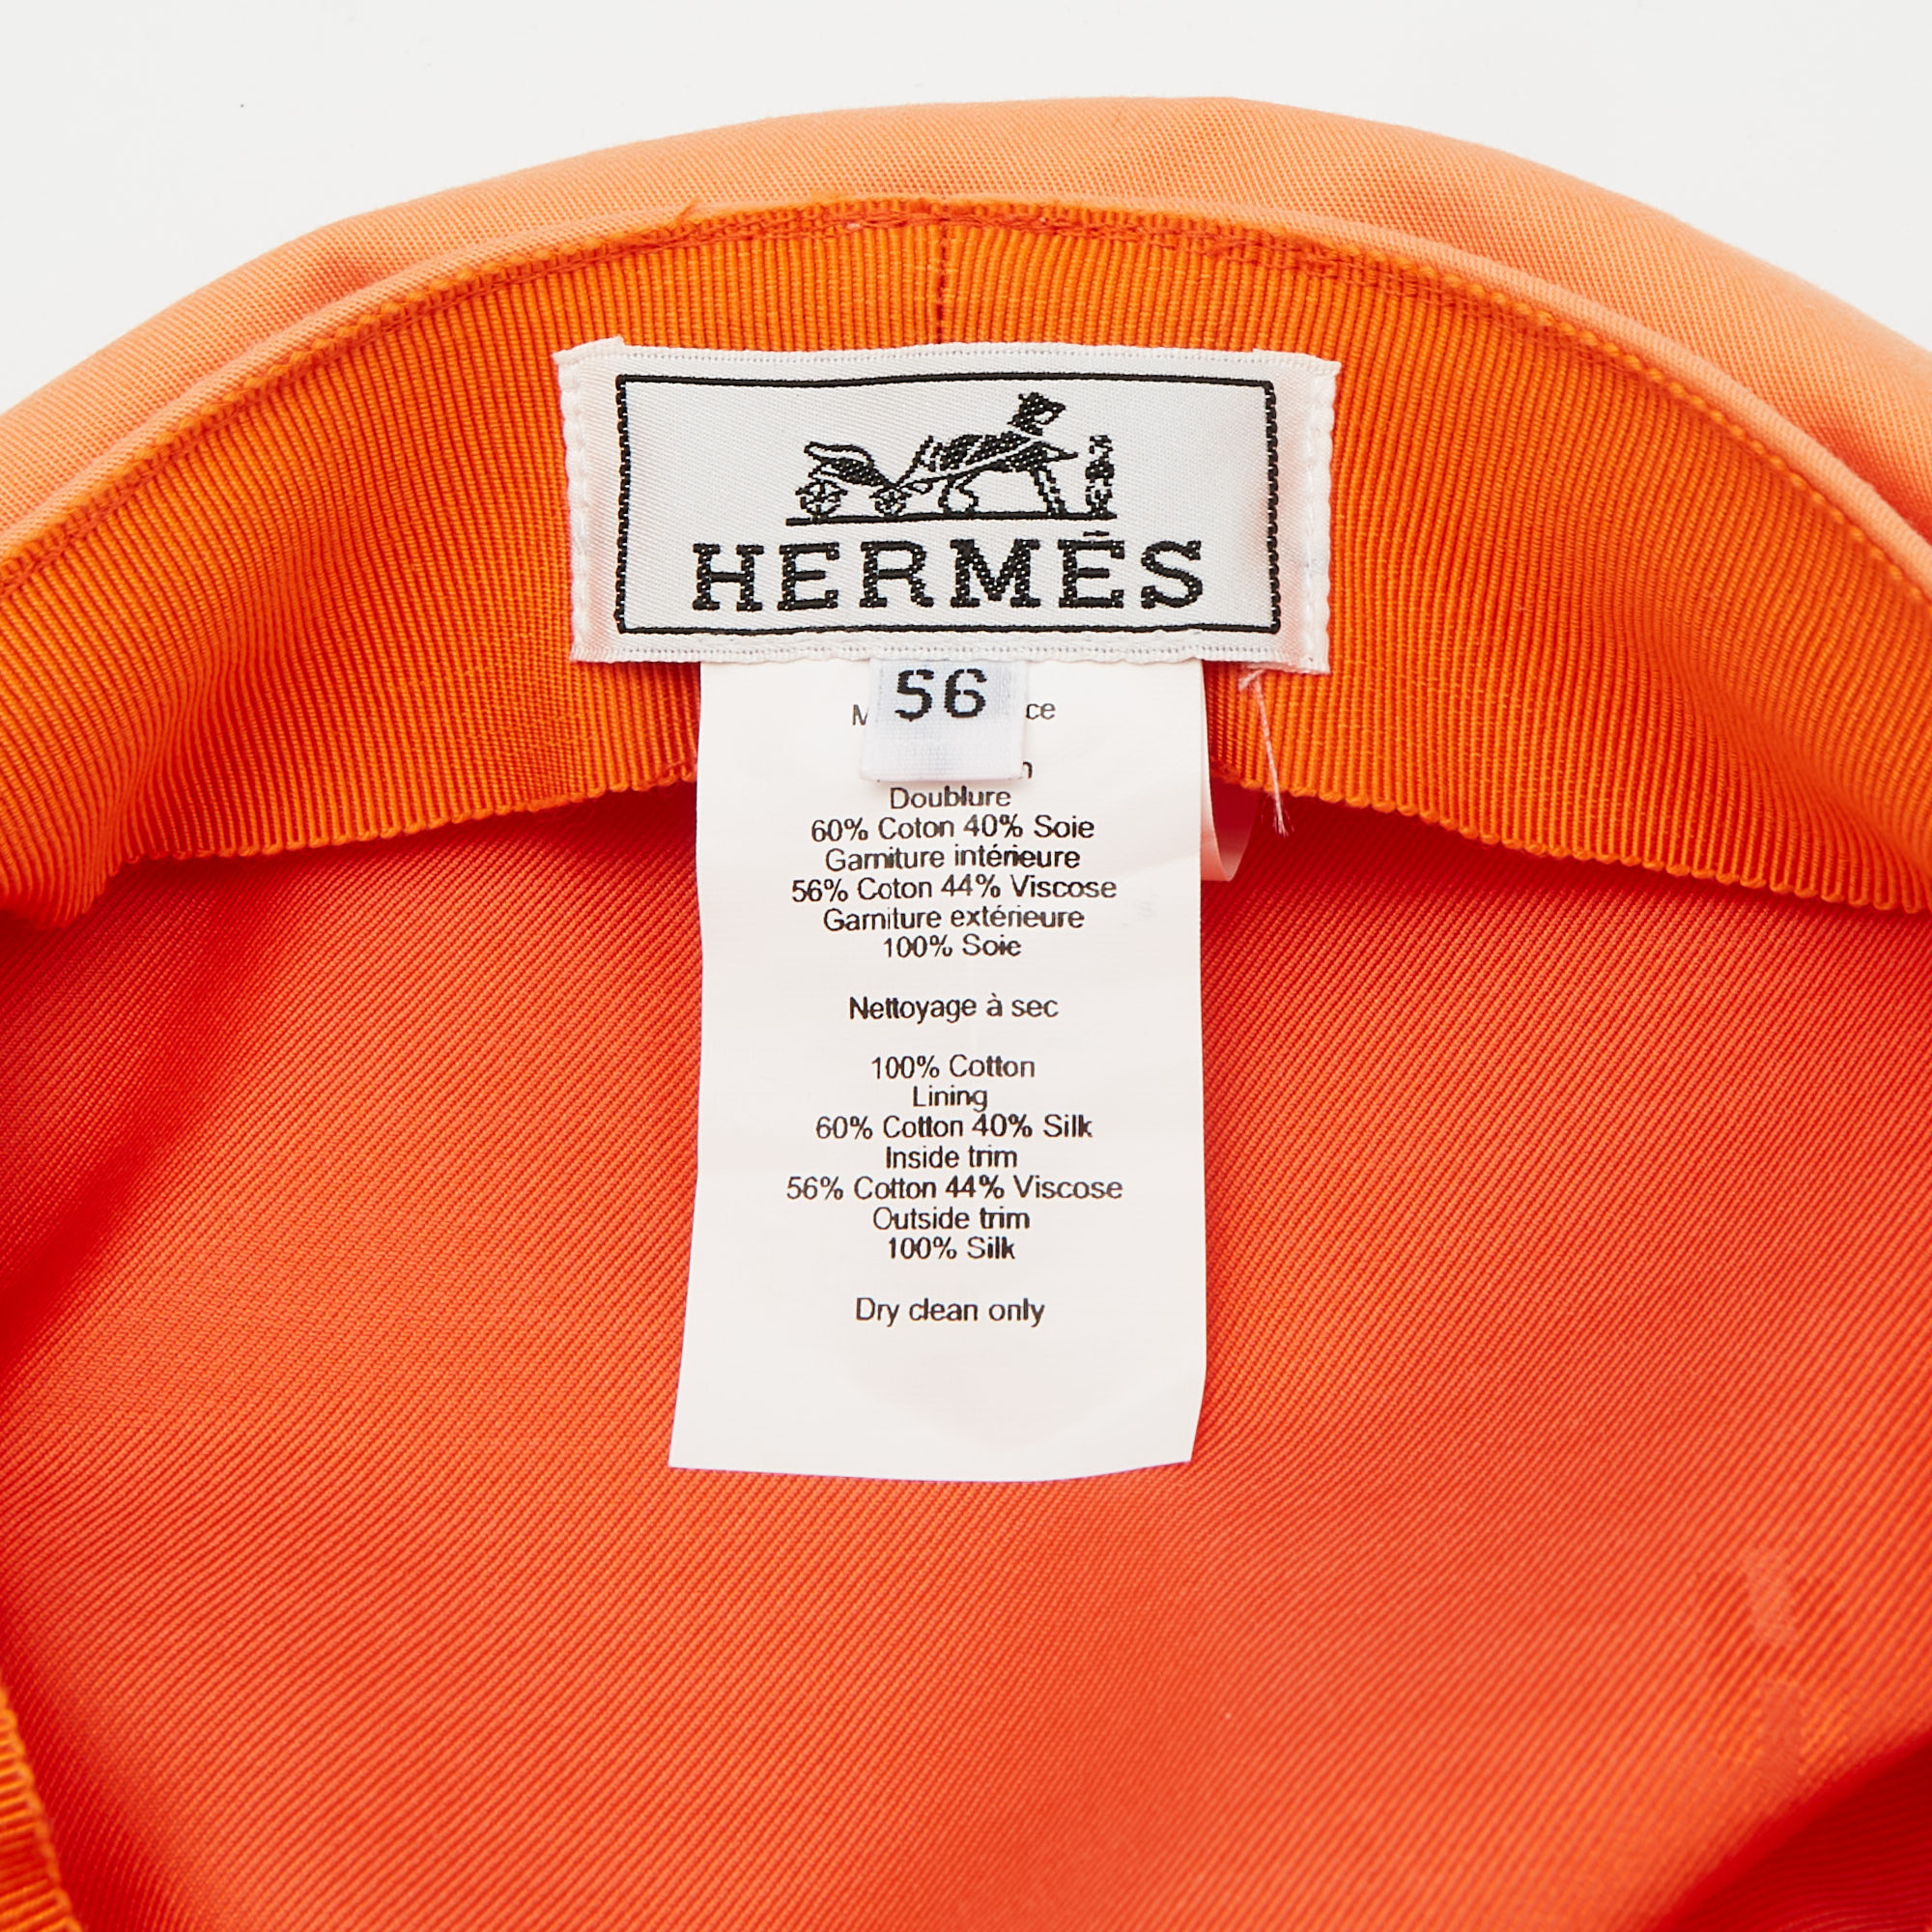 HERMÈS
56
Doublure
60% Coton 40% Soie
Garniture intérieure
56% Coton 44% Viscose
Garniture extérieure
100% Soie
Nettoyage à sec
100% Cotton
Lining
60% Cotton 40% Silk
Inside trim
56% Cotton 44% Viscose
Outside trim
100% Silk
Dry clean only